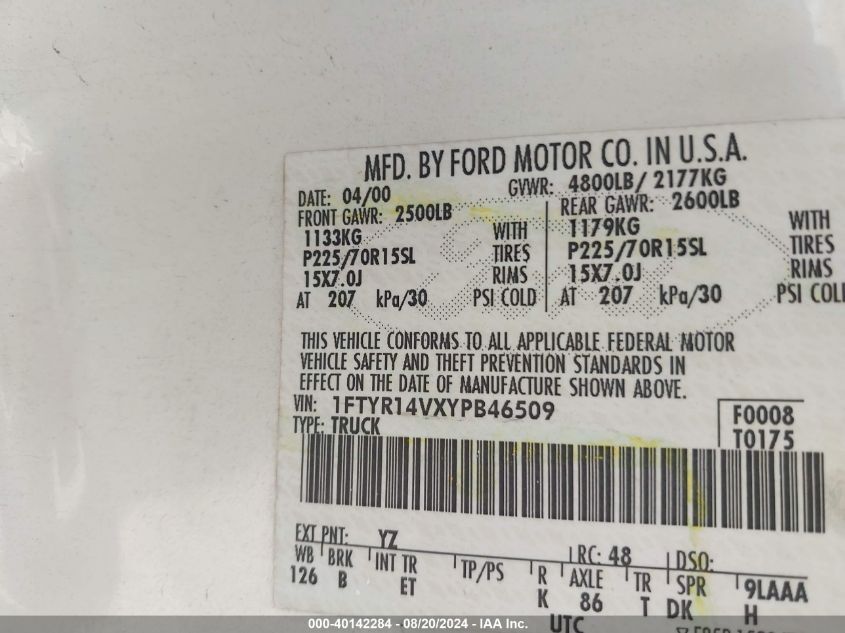 MFD. BY FORD MOTOR CO. IN U.S.A.
DATE: 04/00 GVWR: 4800LB/ 2177KG
FRONT GAWR: 2500LB REAR GAWR: 2600LB
1133KG WITH 1179KG WITH
P225/70R15SL TIRES P225/70R15SL TIRES
15X7.0J RIMS 15X7.0J RIMS
AT 207 kPa/30 PSI COLD AT 207 kPa/30 PSI COL
THIS VEHICLE CONFORMS TO ALL APPLICABLE FEDERAL MOTOR
VEHICLE SAFETY AND THEFT PREVENTION STANDARDS IN
EFFECT ON THE DATE OF MANUFACTURE SHOWN ABOVE.
VIN: 1FTYR14VXYPB46509 F0008
TYPE: TRUCK T0175
EXT PNT: YZ RC: 48 DSO:
WB BRK INT TR TP/PS R AXLE TR SPR 9LAAA
126 B ET K 86 T DK H
UTC
000-40142284 - 08/20/2024 - IAA Inc.